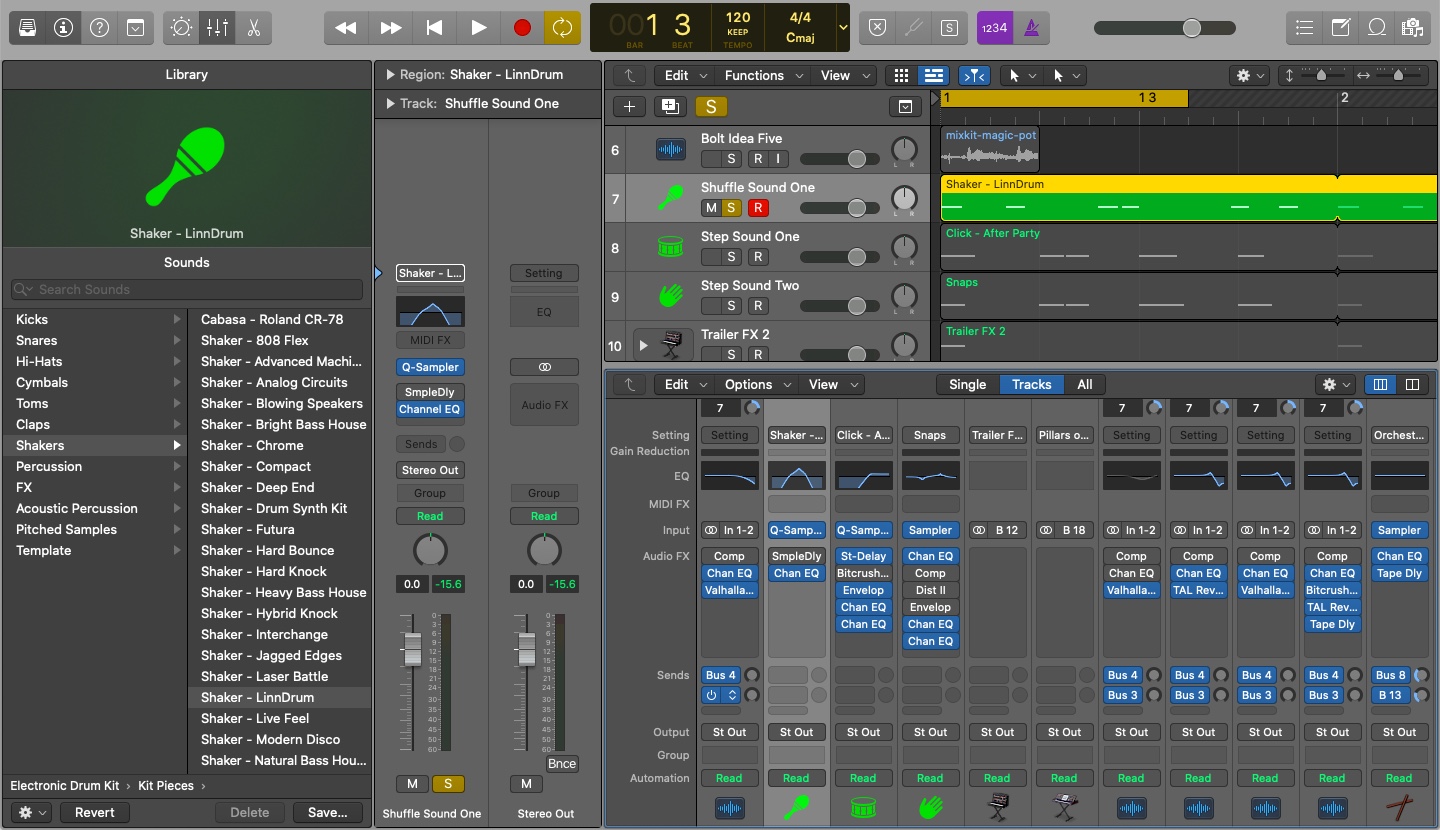 001 3
BAR BEAT
120
KEEP
TEMPO
4/4
Cmaj
S
1234
Library
Shaker - LinnDrum
Sounds
Search Sounds
Kicks
Snares
Hi-Hats
Cymbals
Toms
Claps
Shakers
Percussion
FX
Acoustic Percussion
Pitched Samples
Template
Cabasa - Roland CR-78
Shaker - 808 Flex
Shaker - Advanced Machi...
Shaker - Analog Circuits
Shaker - Blowing Speakers
Shaker - Bright Bass House
Shaker - Chrome
Shaker - Compact
Shaker - Deep End
Shaker - Drum Synth Kit
Shaker - Futura
Shaker - Hard Bounce
Shaker - Hard Knock
Shaker - Heavy Bass House
Shaker - Hybrid Knock
Shaker - Interchange
Shaker - Jagged Edges
Shaker - Laser Battle
Shaker - LinnDrum
Shaker - Live Feel
Shaker - Modern Disco
Shaker - Natural Bass Hou...
Electronic Drum Kit › Kit Pieces ›
Revert Delete Save...
Region: Shaker - LinnDrum
Track: Shuffle Sound One
Shaker - L... Setting
EQ
MIDI FX
Q-Sampler
SmpleDly
Channel EQ Audio FX
Sends
Stereo Out
Group Group
Read Read
0.0 -15.6 0.0 -15.6
Bnce
M S M
Shuffle Sound One Stereo Out
Edit Functions View
S
1 1 3 2
6 Bolt Idea Five
S R I
L R
mixkit-magic-pot
7 Shuffle Sound One
M S R
L R
Shaker - LinnDrum
8 Step Sound One
S R
L R
Click - After Party
9 Step Sound Two
S R
L R
Snaps
10 Trailer FX 2
S R
L R
Trailer FX 2
Edit Options View Single Tracks All
7 7 7 7 7
Setting Setting Shaker -... Click - A... Snaps Trailer F... Pillars o... Setting Setting Setting Setting Orchest...
Gain Reduction
EQ
MIDI FX
Input In 1-2 Q-Samp... Q-Samp... Sampler B 12 B 18 In 1-2 In 1-2 In 1-2 In 1-2 Sampler
Audio FX Comp SmpleDly St-Delay Chan EQ Comp Comp Comp Comp Chan EQ
Chan EQ Chan EQ Bitcrush... Comp Chan EQ Chan EQ Chan EQ Chan EQ Tape Dly
Valhalla... Envelop Dist II Valhalla... TAL Rev... Valhalla... Bitcrush...
Chan EQ Envelop TAL Rev...
Chan EQ Chan EQ Tape Dly
Chan EQ
Sends Bus 4 Bus 4 Bus 4 Bus 4 Bus 4 Bus 8
Bus 3 Bus 3 Bus 3 Bus 3 B 13
Output St Out St Out St Out St Out St Out St Out St Out St Out St Out St Out St Out
Group
Automation Read Read Read Read Read Read Read Read Read Read Read